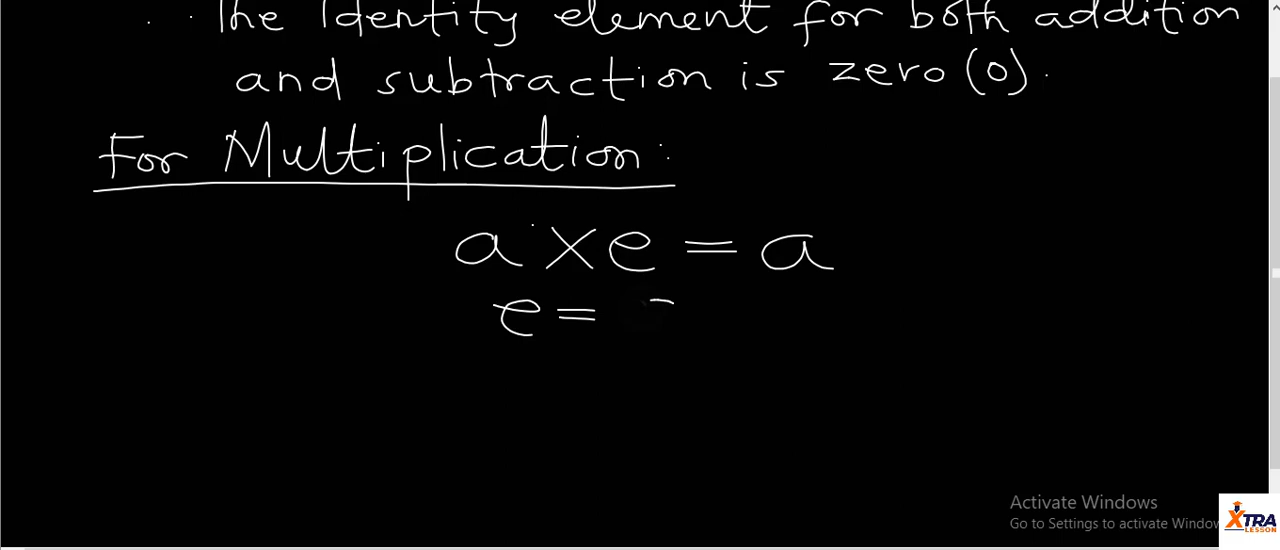 The Identity element for both addition
and subtraction is zero (0).
For Multiplication:
a × e = a
e =
Activate Windows
Go to Settings to activate Window
XTRA
LESSON